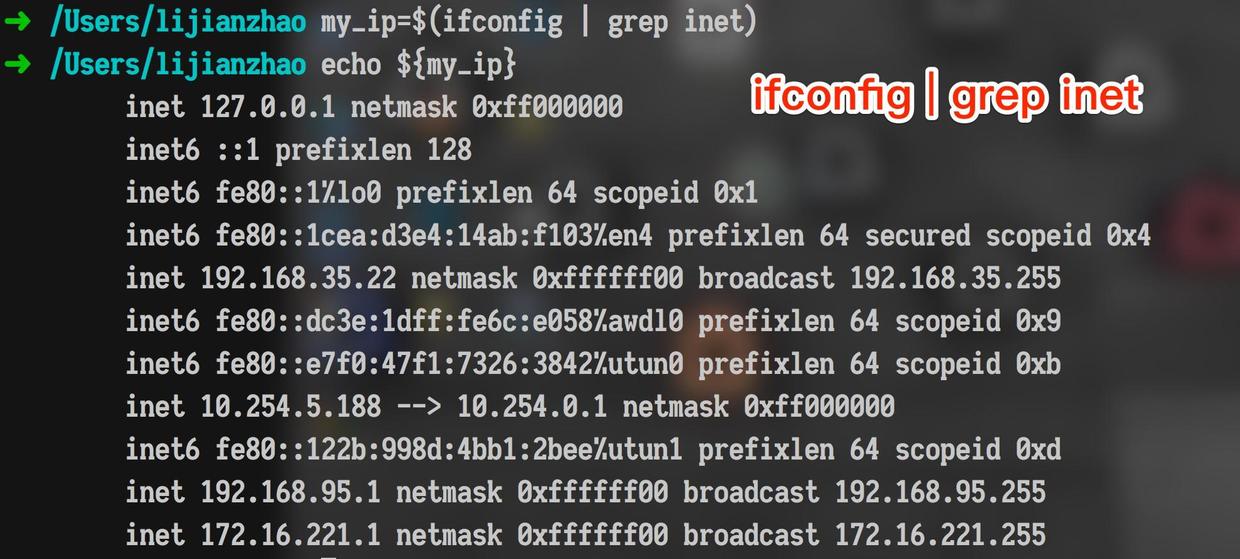 ➜ /Users/lijianzhao my_ip=$(ifconfig | grep inet)
➜ /Users/lijianzhao echo ${my_ip}
inet 127.0.0.1 netmask 0xff000000
ifconfig | grep inet
inet6 ::1 prefixlen 128
inet6 fe80::1%lo0 prefixlen 64 scopeid 0x1
inet6 fe80::1cea:d3e4:14ab:f103%en4 prefixlen 64 secured scopeid 0x4
inet 192.168.35.22 netmask 0xffffff00 broadcast 192.168.35.255
inet6 fe80::dc3e:1dff:fe6c:e058%awdl0 prefixlen 64 scopeid 0x9
inet6 fe80::e7f0:47f1:7326:3842%utun0 prefixlen 64 scopeid 0xb
inet 10.254.5.188 --> 10.254.0.1 netmask 0xff000000
inet6 fe80::122b:998d:4bb1:2bee%utun1 prefixlen 64 scopeid 0xd
inet 192.168.95.1 netmask 0xffffff00 broadcast 192.168.95.255
inet 172.16.221.1 netmask 0xffffff00 broadcast 172.16.221.255